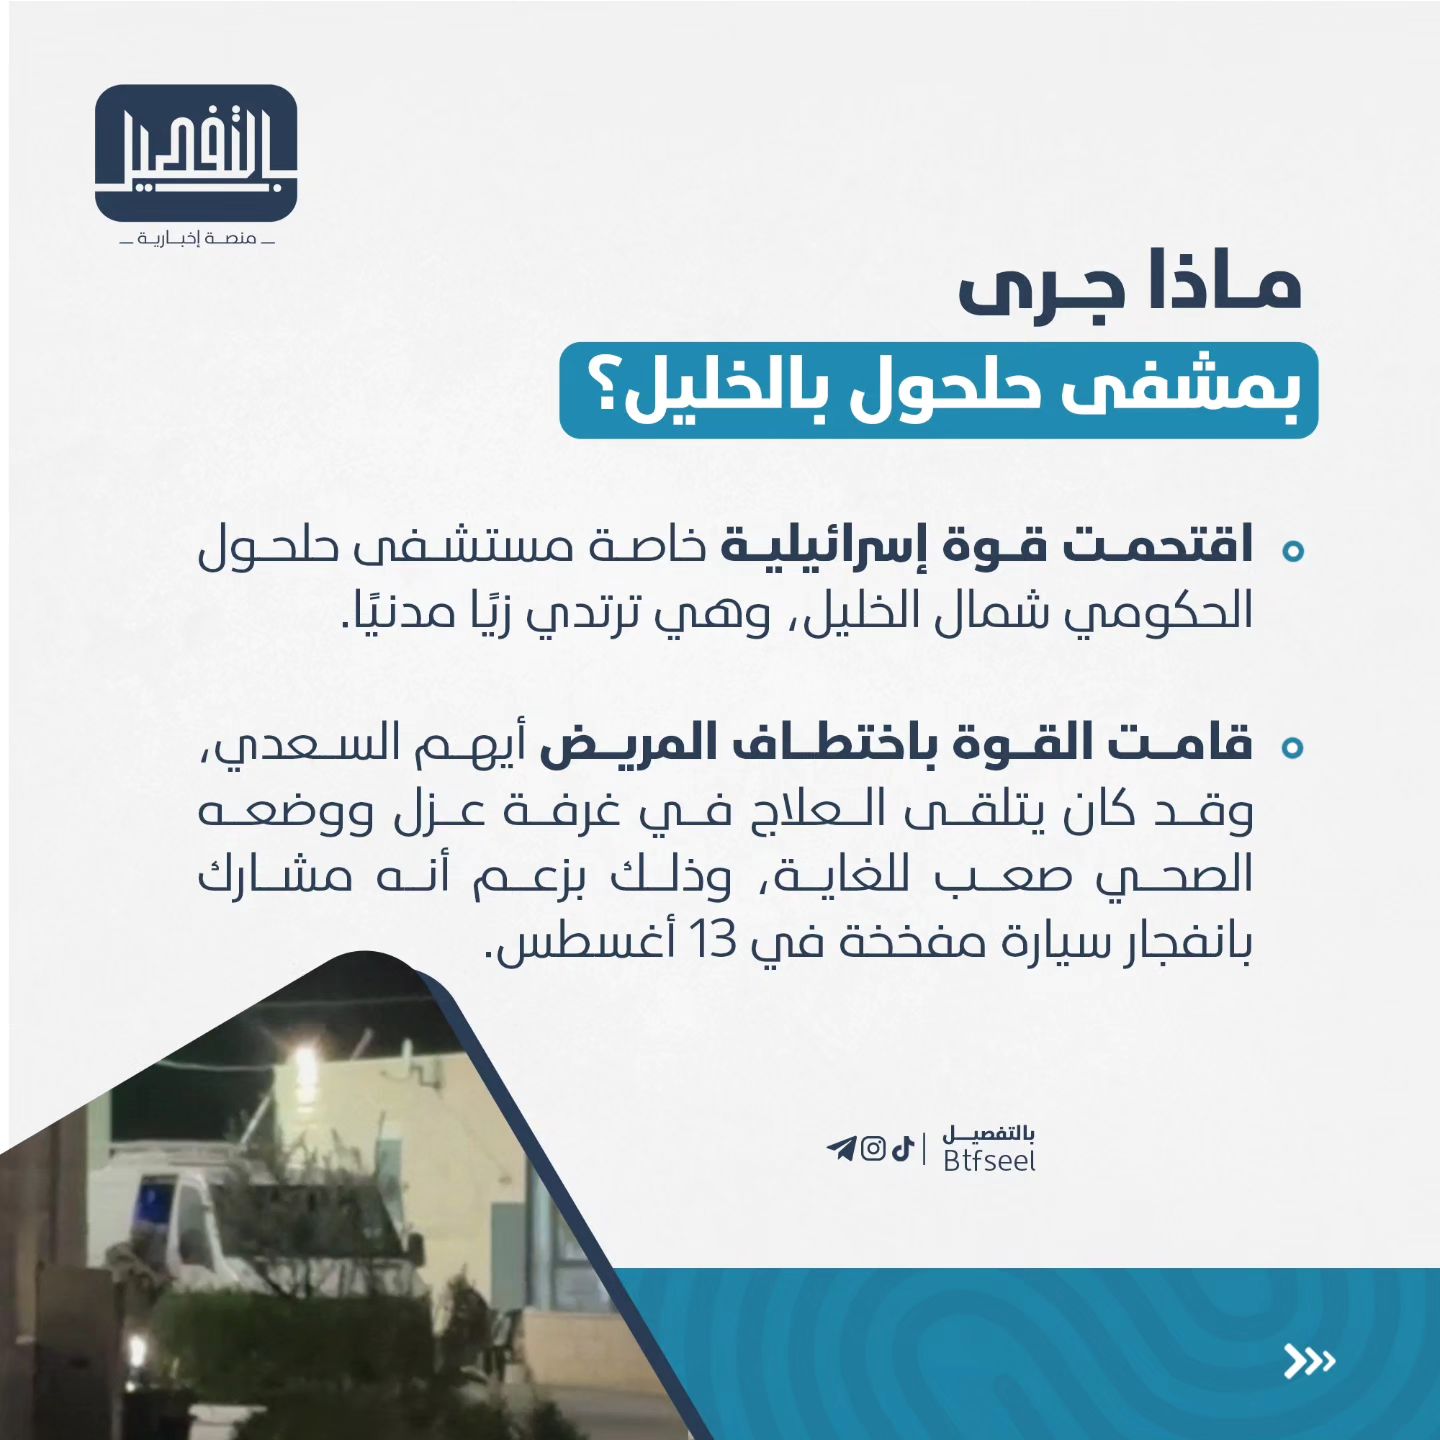 بالتفصيل
منصة إخبارية
ماذا جرى
بمشفى حلحول بالخليل؟
اقتحمت قوة إسرائيلية خاصة مستشفى حلحول
الحكومي شمال الخليل، وهي ترتدي زيًا مدنيًا.
قامت القوة باختطاف المريض أيهم السعدي،
وقد كان يتلقى العلاج في غرفة عزل ووضعه
الصحي صعب للغاية، وذلك بزعم أنه مشارك
بانفجار سيارة مفخخة في 13 أغسطس.
بالتفصيل
Btfseel